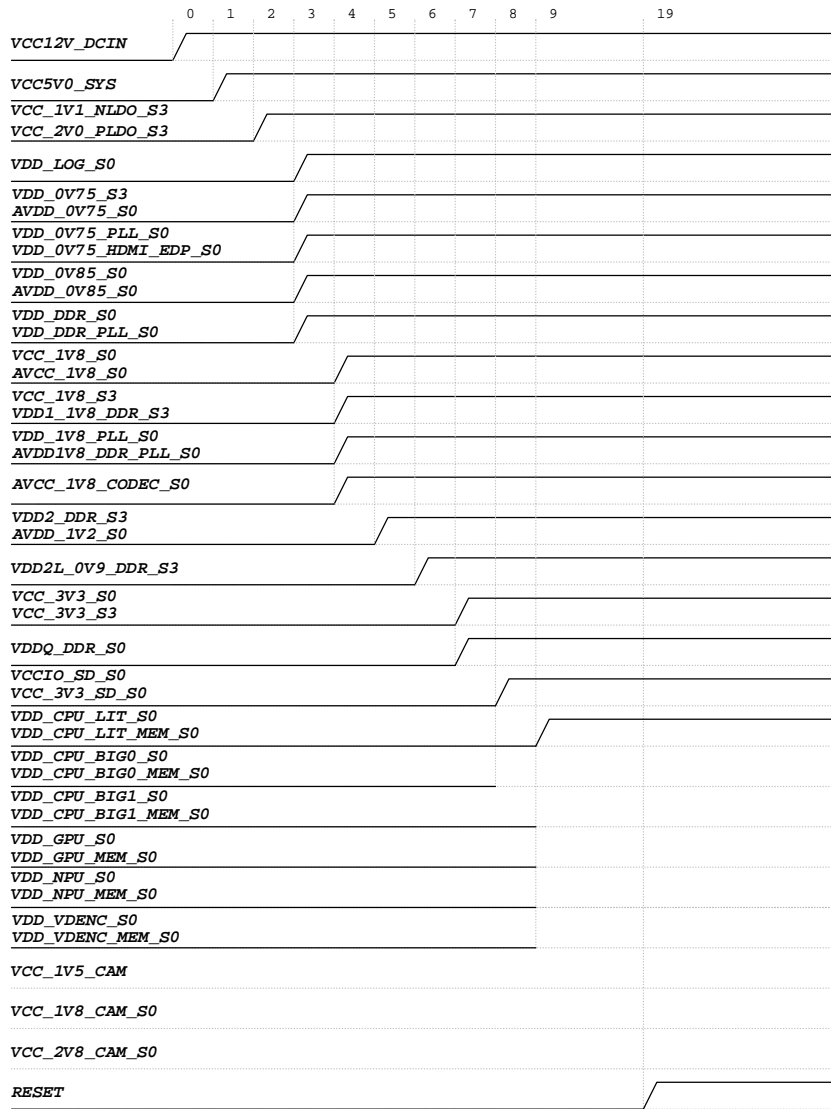 0 1 2 3 4 5 6 7 8 9 19
VCC12V_DCIN
VCC5V0_SYS
VCC_1V1_NLDO_S3
VCC_2V0_PLDO_S3
VDD_LOG_S0
VDD_0V75_S3
AVDD_0V75_S0
VDD_0V75_PLL_S0
VDD_0V75_HDMI_EDP_S0
VDD_0V85_S0
AVDD_0V85_S0
VDD_DDR_S0
VDD_DDR_PLL_S0
VCC_1V8_S0
AVCC_1V8_S0
VCC_1V8_S3
VDD1_1V8_DDR_S3
VDD_1V8_PLL_S0
AVDD1V8_DDR_PLL_S0
AVCC_1V8_CODEC_S0
VDD2_DDR_S3
AVDD_1V2_S0
VDD2L_0V9_DDR_S3
VCC_3V3_S0
VCC_3V3_S3
VDDQ_DDR_S0
VCCIO_SD_S0
VCC_3V3_SD_S0
VDD_CPU_LIT_S0
VDD_CPU_LIT_MEM_S0
VDD_CPU_BIG0_S0
VDD_CPU_BIG0_MEM_S0
VDD_CPU_BIG1_S0
VDD_CPU_BIG1_MEM_S0
VDD_GPU_S0
VDD_GPU_MEM_S0
VDD_NPU_S0
VDD_NPU_MEM_S0
VDD_VDENC_S0
VDD_VDENC_MEM_S0
VCC_1V5_CAM
VCC_1V8_CAM_S0
VCC_2V8_CAM_S0
RESET